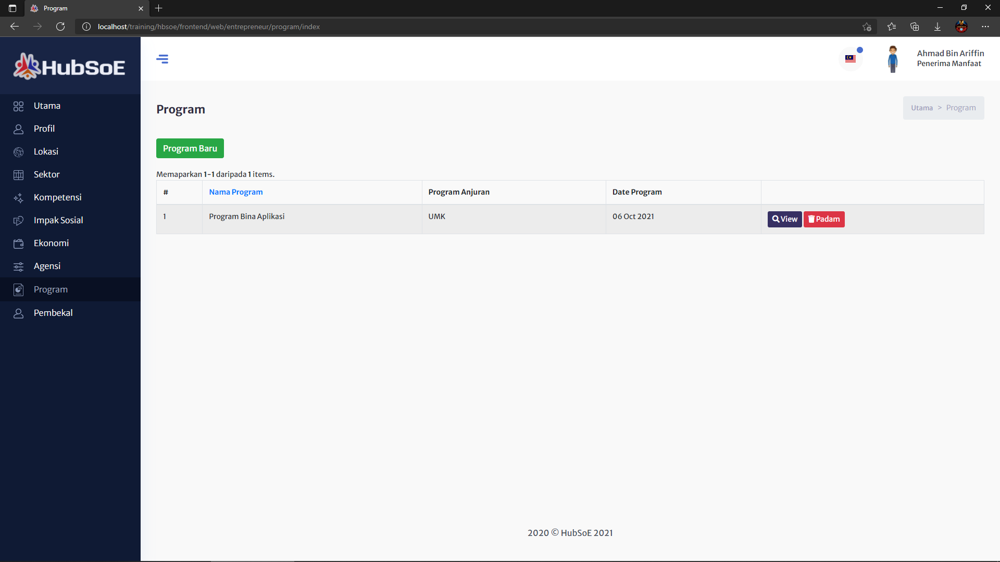 Program
localhost/training/hbsoe/frontend/web/entrepreneur/program/index
HubSoE
Ahmad Bin Ariffin
Penerima Manfaat
Utama
Profil
Lokasi
Sektor
Kompetensi
Impak Sosial
Ekonomi
Agensi
Program
Pembekal
Program
Utama > Program
Program Baru
Memaparkan 1-1 daripada 1 items.
# Nama Program Program Anjuran Date Program
1 Program Bina Aplikasi UMK 06 Oct 2021 View Padam
2020 © HubSoE 2021